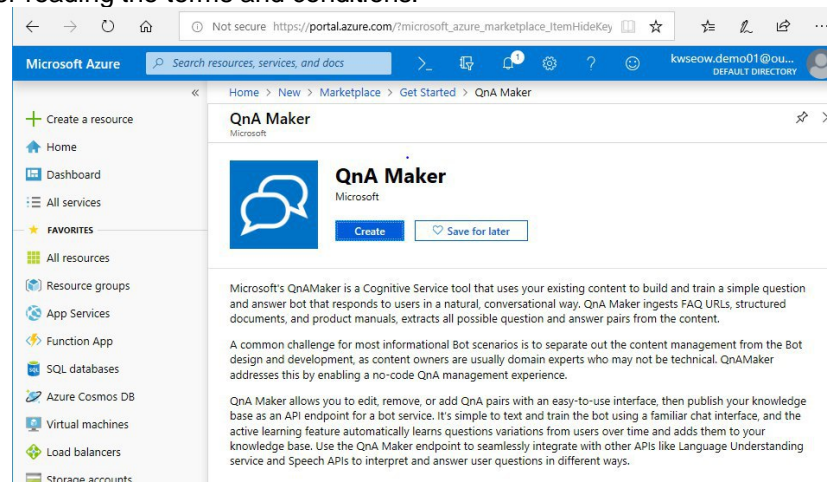 or reading the terms and conditions.
Not secure https://portal.azure.com/?microsoft_azure_marketplace_ItemHideKey
Microsoft Azure Search resources, services, and docs >_ 1 ? kwseow.demo01@ou...
DEFAULT DIRECTORY
« Home > New > Marketplace > Get Started > QnA Maker
Create a resource
Home
Dashboard
All services
FAVORITES
All resources
Resource groups
App Services
Function App
SQL databases
Azure Cosmos DB
Virtual machines
Load balancers
Storage accounts
QnA Maker
Microsoft
QnA Maker
Microsoft
Create Save for later
Microsoft's QnAMaker is a Cognitive Service tool that uses your existing content to build and train a simple question
and answer bot that responds to users in a natural, conversational way. QnA Maker ingests FAQ URLs, structured
documents, and product manuals, extracts all possible question and answer pairs from the content.
A common challenge for most informational Bot scenarios is to separate out the content management from the Bot
design and development, as content owners are usually domain experts who may not be technical. QnAMaker
addresses this by enabling a no-code QnA management experience.
QnA Maker allows you to edit, remove, or add QnA pairs with an easy-to-use interface, then publish your knowledge
base as an API endpoint for a bot service. It's simple to text and train the bot using a familiar chat interface, and the
active learning feature automatically learns questions variations from users over time and adds them to your
knowledge base. Use the QnA Maker endpoint to seamlessly integrate with other APIs like Language Understanding
service and Speech APIs to interpret and answer user questions in different ways.